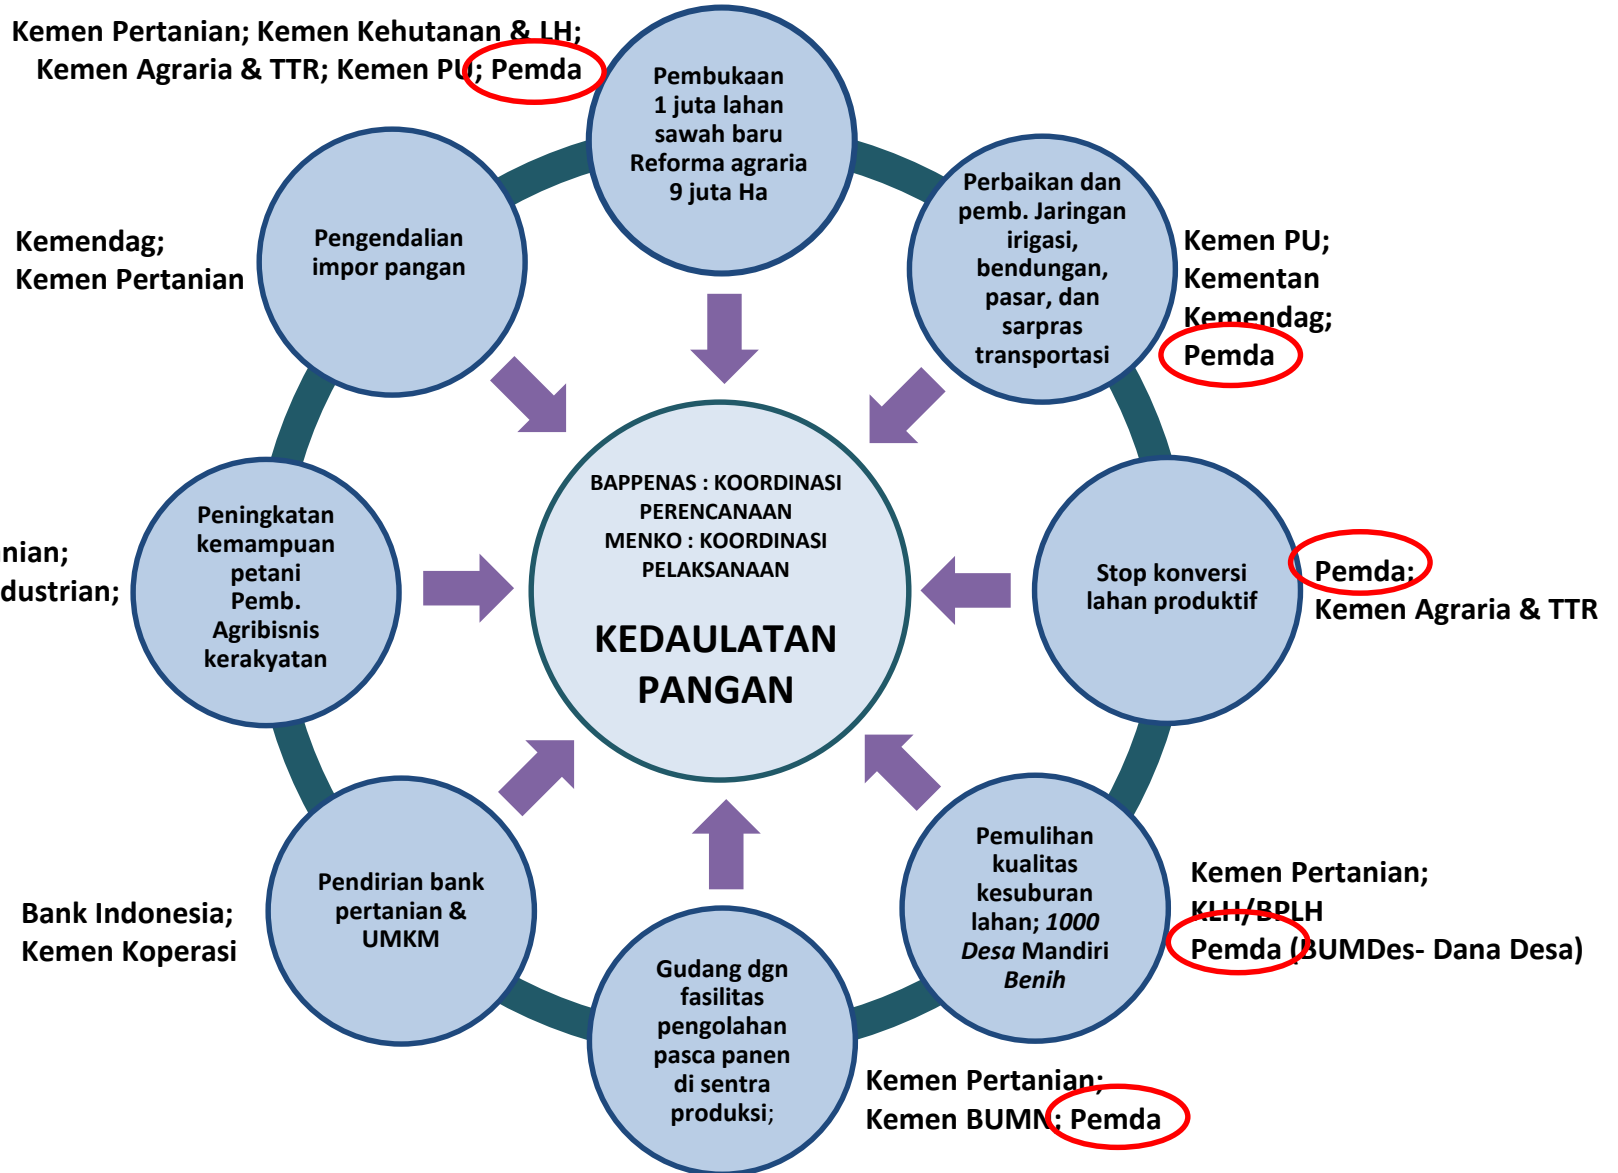 Kemen Pertanian; Kemen Kehutanan & LH;
Kemen Agraria & TTR; Kemen PU; Pemda
Pembukaan
1 juta lahan
sawah baru
Reforma agraria
9 juta Ha
Perbaikan dan
pemb. Jaringan
irigasi,
bendungan,
pasar, dan
sarpras
transportasi
Kemen PU;
Kementan
Kemendag;
Pemda
Stop konversi
lahan produktif
Pemda;
Kemen Agraria & TTR
Pemulihan
kualitas
kesuburan
lahan; 1000
Desa Mandiri
Benih
Kemen Pertanian;
KLH/BPLH
Pemda (BUMDes- Dana Desa)
Gudang dgn
fasilitas
pengolahan
pasca panen
di sentra
produksi;
Kemen Pertanian;
Kemen BUMN; Pemda
Pendirian bank
pertanian &
UMKM
Bank Indonesia;
Kemen Koperasi
Peningkatan
kemampuan
petani
Pemb.
Agribisnis
kerakyatan
nian;
dustrian;
Pengendalian
impor pangan
Kemendag;
Kemen Pertanian
BAPPENAS : KOORDINASI
PERENCANAAN
MENKO : KOORDINASI
PELAKSANAAN
KEDAULATAN
PANGAN